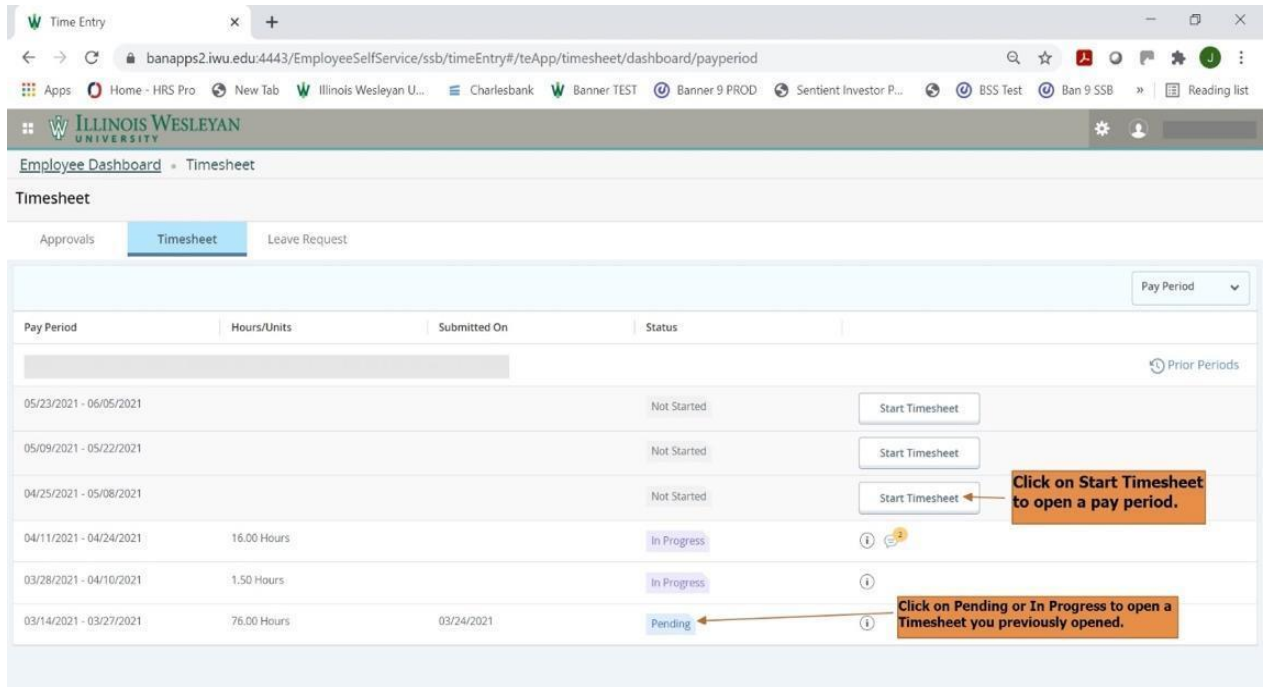 Time Entry
banapps2.iwu.edu:4443/EmployeeSelfService/ssb/timeEntry#/teApp/timesheet/dashboard/payperiod
J
Apps Home - HRS Pro New Tab Illinois Wesleyan U... Charlesbank Banner TEST Banner 9 PROD Sentient Investor P... BSS Test Ban 9 SSB » Reading list
ILLINOIS WESLEYAN
UNIVERSITY
Employee Dashboard • Timesheet
Timesheet
Approvals Timesheet Leave Request
Pay Period
Pay Period Hours/Units Submitted On Status
Prior Periods
05/23/2021 - 06/05/2021 Not Started Start Timesheet
05/09/2021 - 05/22/2021 Not Started Start Timesheet
04/25/2021 - 05/08/2021 Not Started Start Timesheet
Click on Start Timesheet
to open a pay period.
04/11/2021 - 04/24/2021 16.00 Hours In Progress 2
03/28/2021 - 04/10/2021 1.50 Hours In Progress
03/14/2021 - 03/27/2021 76.00 Hours 03/24/2021 Pending
Click on Pending or In Progress to open a
Timesheet you previously opened.